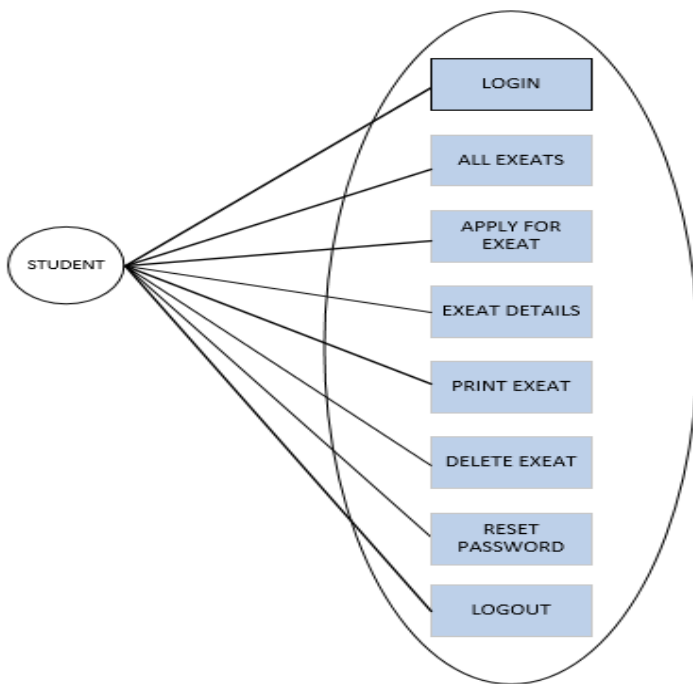 LOGIN
ALL EXEATS
APPLY FOR
EXEAT
STUDENT
EXEAT DETAILS
PRINT EXEAT
DELETE EXEAT
RESET
PASSWORD
LOGOUT